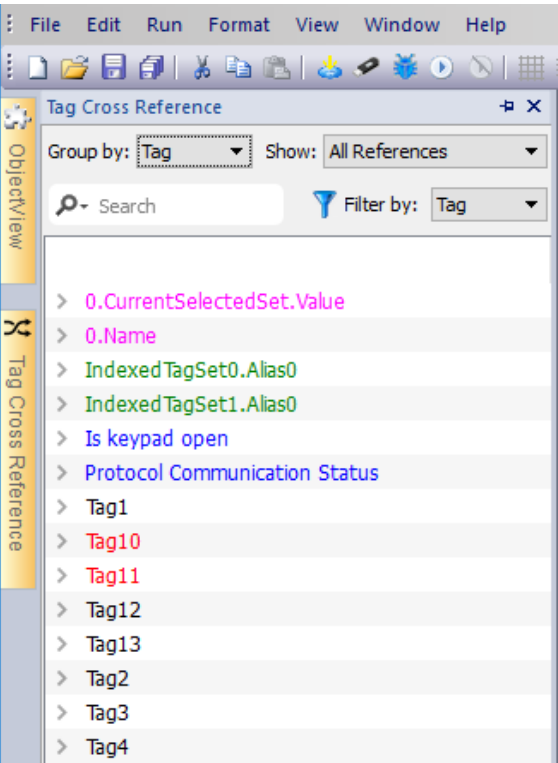 File Edit Run Format View Window Help
ObjectView
Tag Cross Reference
Tag Cross Reference
Group by: Tag Show: All References
Search Filter by: Tag
0.CurrentSelectedSet.Value
0.Name
IndexedTagSet0.Alias0
IndexedTagSet1.Alias0
Is keypad open
Protocol Communication Status
Tag1
Tag10
Tag11
Tag12
Tag13
Tag2
Tag3
Tag4